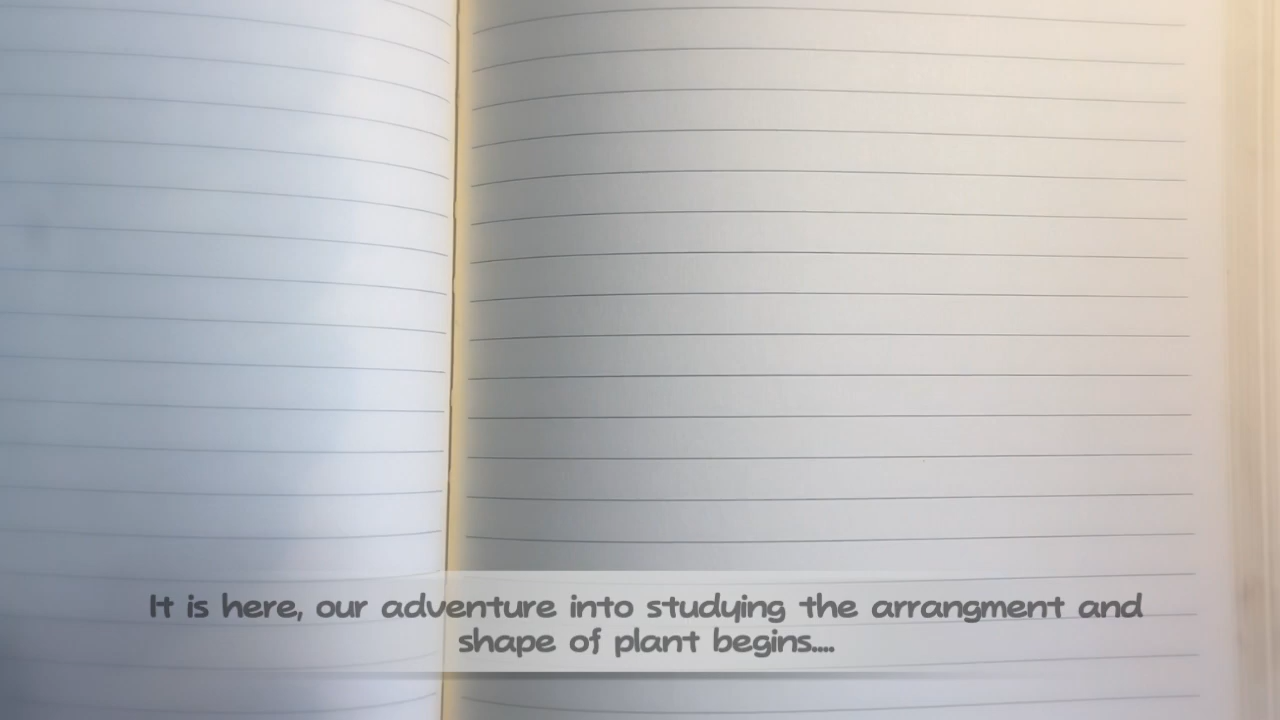 It is here, our adventure into studying the arrangment and
shape of plant begins....